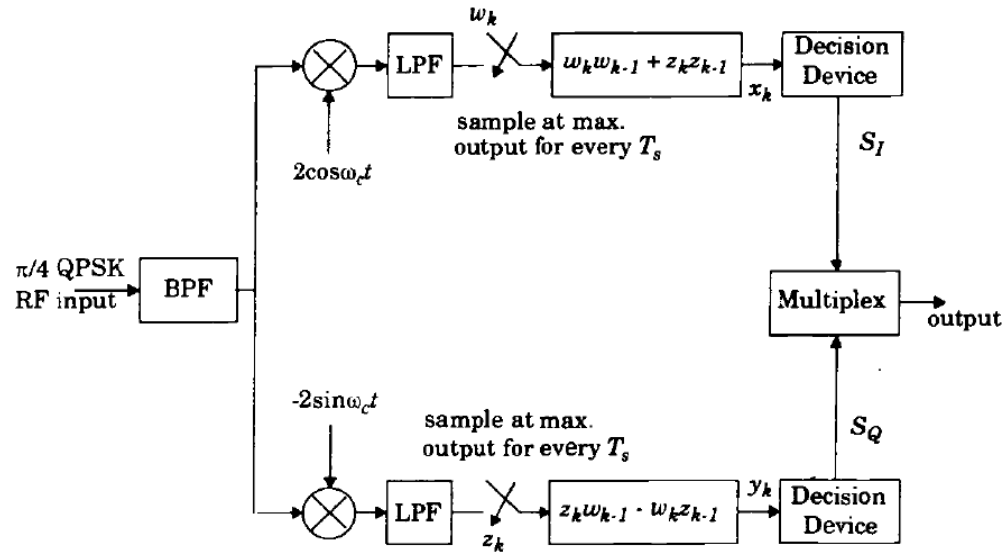 w_k
LPF
w_k w_{k-1} + z_k z_{k-1}
x_k
Decision
Device
sample at max.
output for every T_s
2cosω_c t
S_I
π/4 QPSK
RF input
BPF
Multiplex
output
-2sinω_c t
sample at max.
output for every T_s
S_Q
LPF
z_k
z_k w_{k-1} - w_k z_{k-1}
y_k
Decision
Device